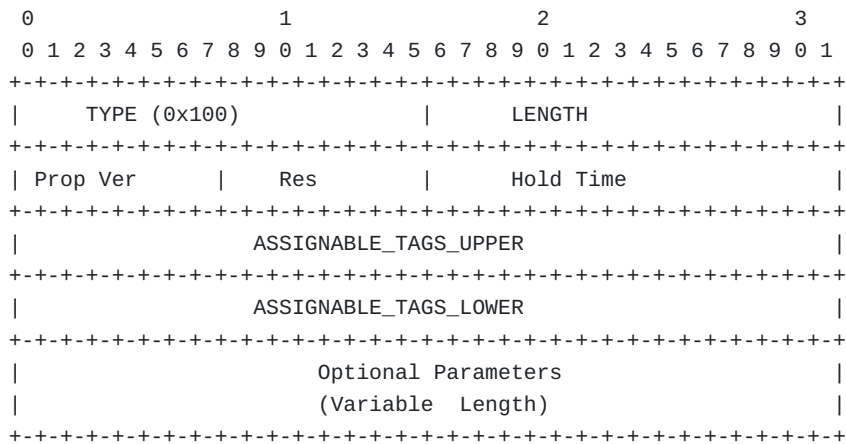 0                   1                   2                   3
 0 1 2 3 4 5 6 7 8 9 0 1 2 3 4 5 6 7 8 9 0 1 2 3 4 5 6 7 8 9 0 1
+-+-+-+-+-+-+-+-+-+-+-+-+-+-+-+-+-+-+-+-+-+-+-+-+-+-+-+-+-+-+-+-+
|     TYPE (0x100)              |      LENGTH                   |
+-+-+-+-+-+-+-+-+-+-+-+-+-+-+-+-+-+-+-+-+-+-+-+-+-+-+-+-+-+-+-+-+
| Prop Ver      |    Res        |      Hold Time                |
+-+-+-+-+-+-+-+-+-+-+-+-+-+-+-+-+-+-+-+-+-+-+-+-+-+-+-+-+-+-+-+-+
|                  ASSIGNABLE_TAGS_UPPER                        |
+-+-+-+-+-+-+-+-+-+-+-+-+-+-+-+-+-+-+-+-+-+-+-+-+-+-+-+-+-+-+-+-+
|                  ASSIGNABLE_TAGS_LOWER                        |
+-+-+-+-+-+-+-+-+-+-+-+-+-+-+-+-+-+-+-+-+-+-+-+-+-+-+-+-+-+-+-+-+
|                       Optional Parameters                     |
|                       (Variable  Length)                      |
+-+-+-+-+-+-+-+-+-+-+-+-+-+-+-+-+-+-+-+-+-+-+-+-+-+-+-+-+-+-+-+-+